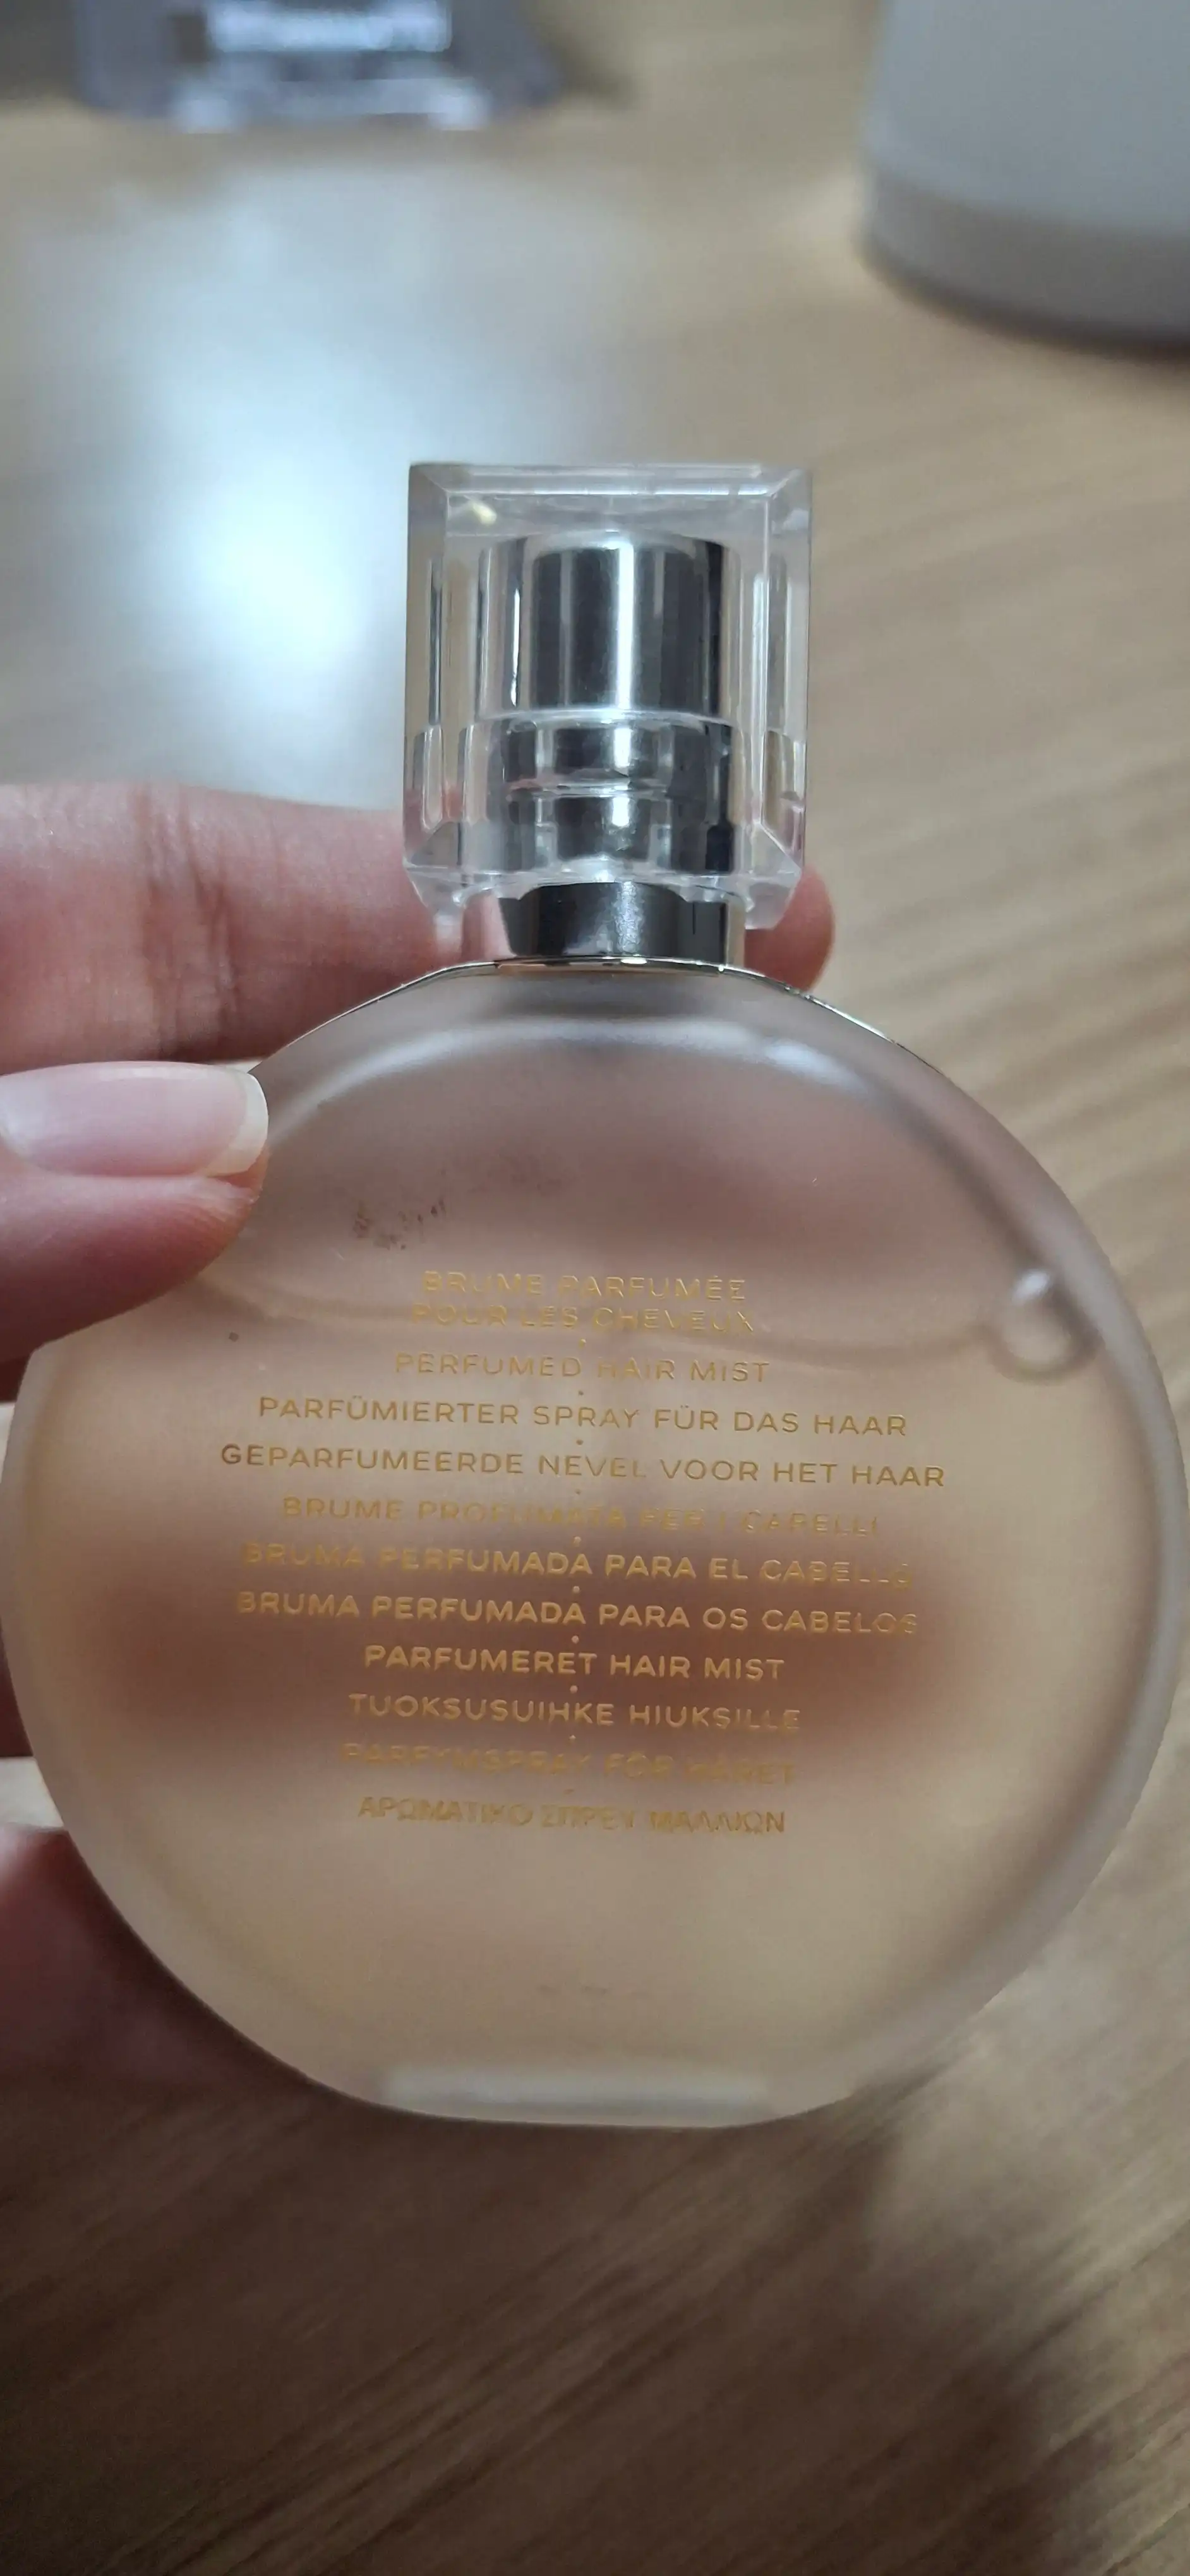 BRUME PARFUMÉE
POUR LES CHEVEUX
PERFUMED HAIR MIST
PARFÜMIERTER SPRAY FÜR DAS HAAR
GEPARFUMEERDE NEVEL VOOR HET HAAR
BRUME PROFUMATA PER I CAPELLI
BRUMA PERFUMADA PARA EL CABELLO
BRUMA PERFUMADA PARA OS CABELOS
PARFUMERET HAIR MIST
TUOKSUSUIHKE HIUKSILLE
PARFYMSPRAY FÖR HÅRET
ΑΡΩΜΑΤΙΚΟ ΣΠΡΕΥ ΜΑΛΛΙΩΝ